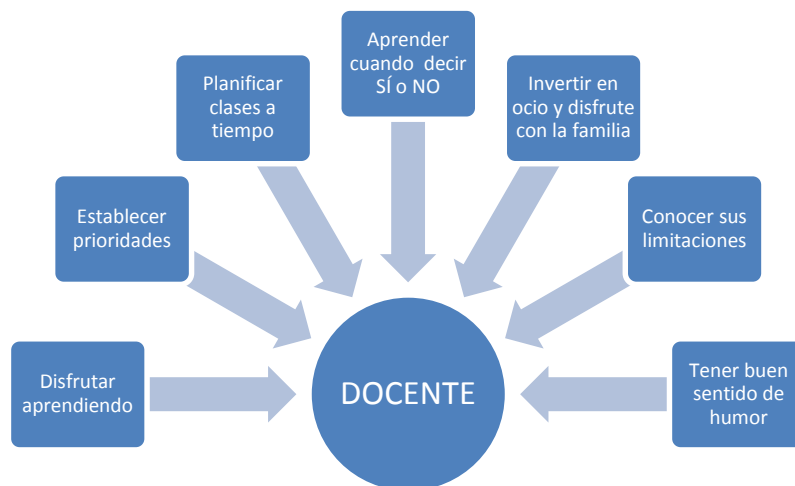 Aprender
cuando decir
SÍ o NO
Planificar
clases a
tiempo
Invertir en
ocio y disfrute
con la familia
Establecer
prioridades
Conocer sus
limitaciones
Disfrutar
aprendiendo
DOCENTE
Tener buen
sentido de
humor